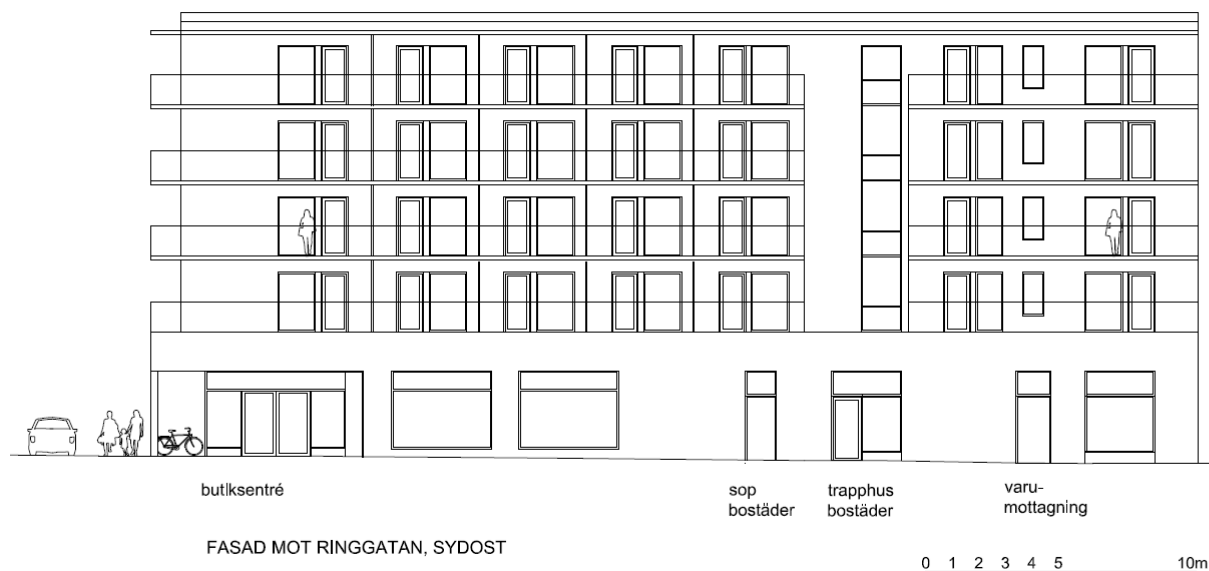 butiksentré
sop
bostäder
trapphus
bostäder
varu-
mottagning
FASAD MOT RINGGATAN, SYDOST
0 1 2 3 4 5 10m